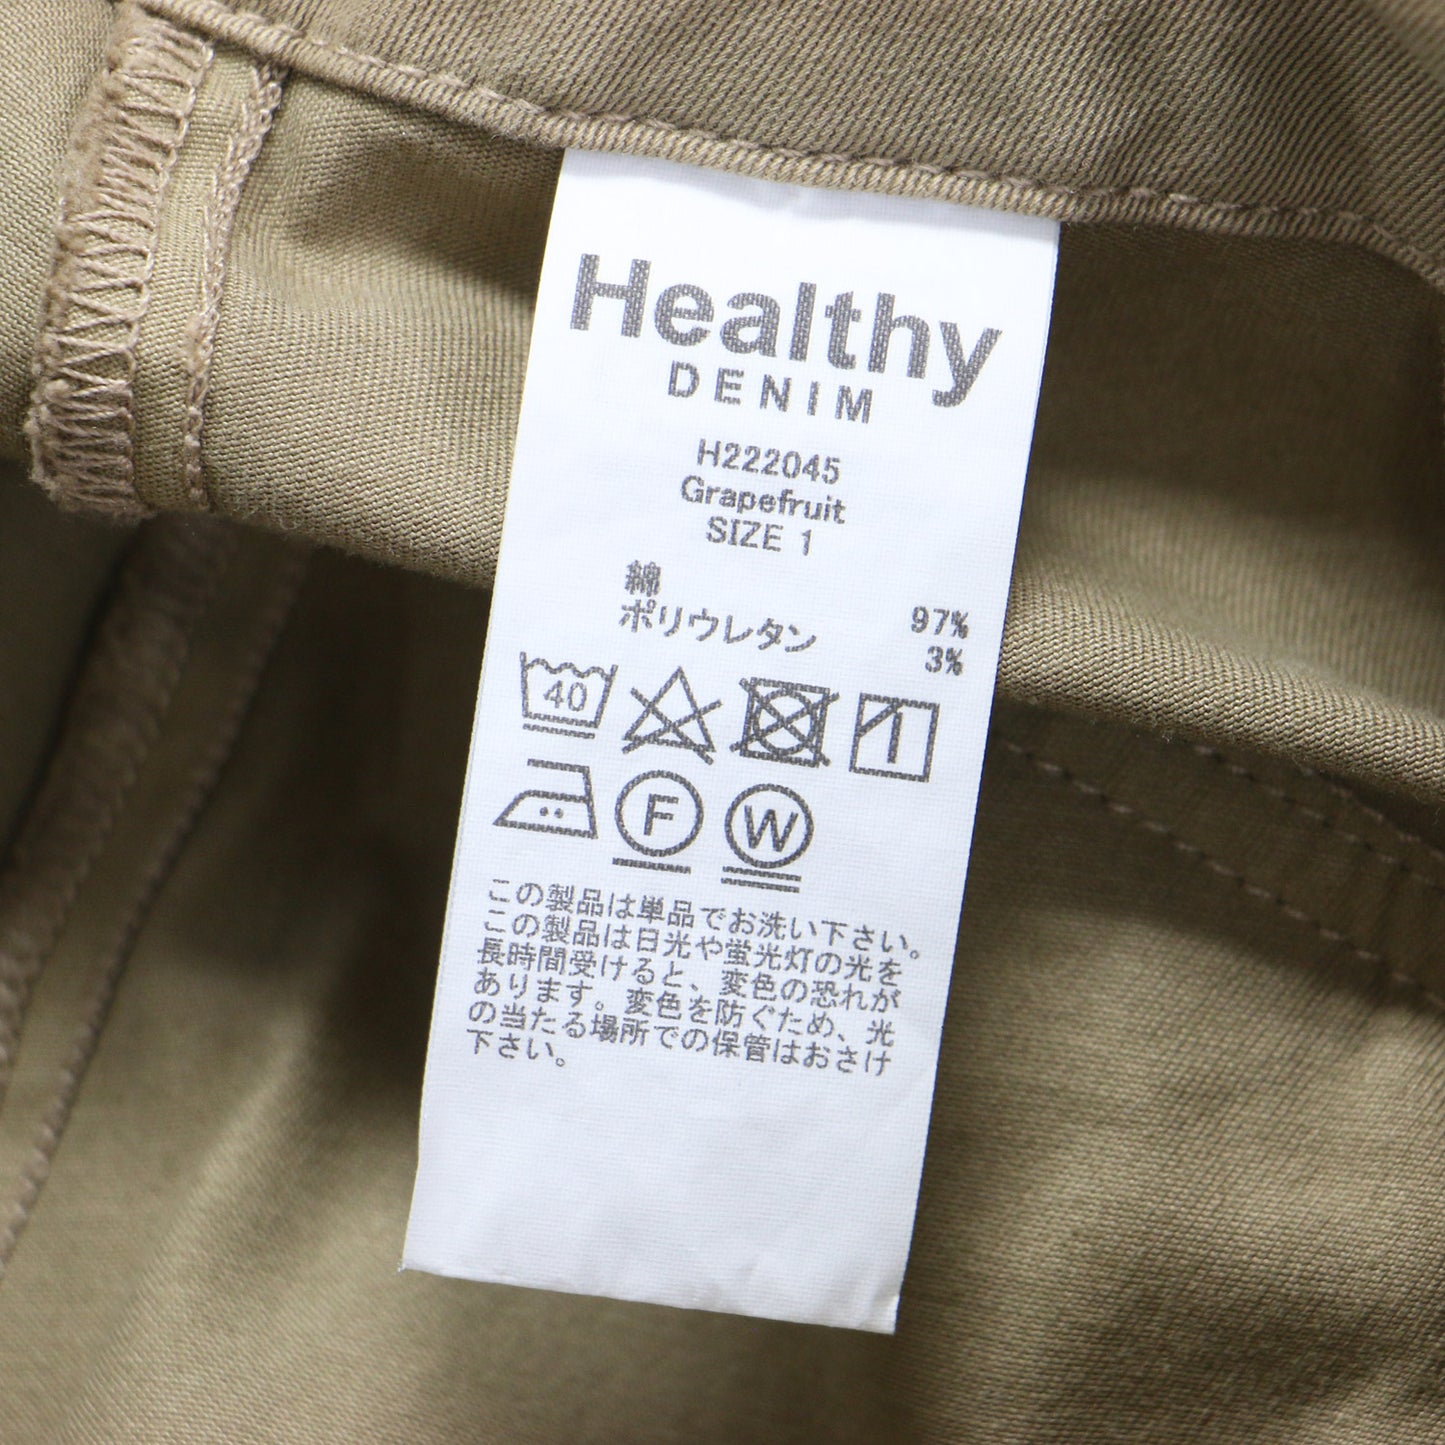 Healthy
DENIM
H222045
Grapefruit
SIZE 1
綿 97%
ポリウレタン 3%
40
F W
この製品は単品でお洗い下さい。
この製品は日光や蛍光灯の光を
長時間受けると、変色の恐れが
あります。変色を防ぐため、光
の当たる場所での保管はおさけ
下さい。